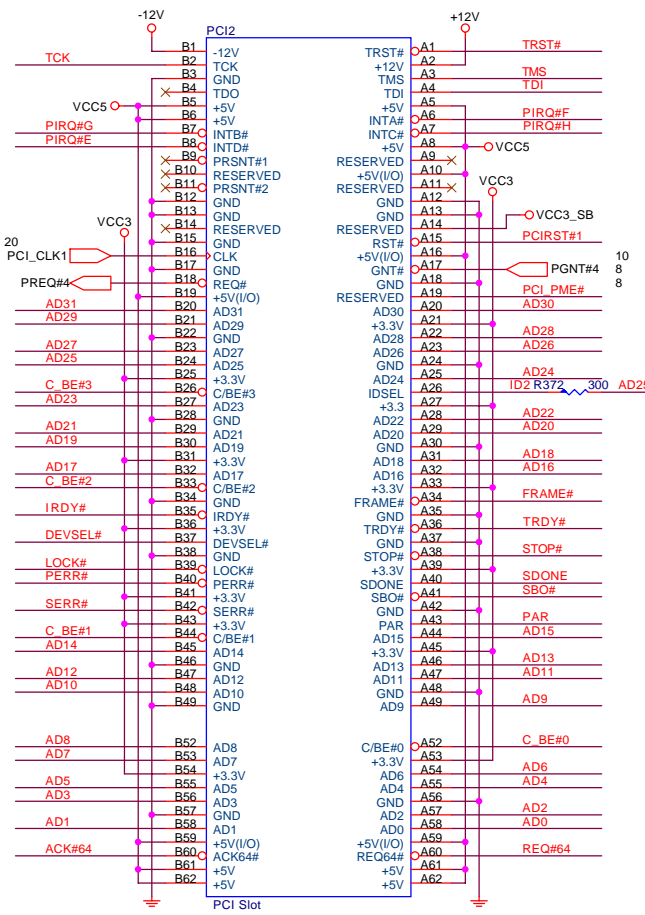 -12V +12V
PCI2
B1 -12V TRST# A1 TRST#
TCK B2 TCK +12V A2
B3 GND TMS A3 TMS
B4 TDO TDI A4 TDI
VCC5 B5 +5V +5V A5
B6 +5V INTA# A6 PIRQ#F
PIRQ#G B7 INTB# INTC# A7 PIRQ#H
PIRQ#E B8 INTD# +5V A8 VCC5
B9 PRSNT#1 RESERVED A9
B10 RESERVED +5V(I/O) A10
B11 PRSNT#2 RESERVED A11
VCC3
B12 GND GND A12
B13 GND GND A13
VCC3 B14 RESERVED RESERVED A14 VCC3_SB
B15 GND RST# A15 PCIRST#1
20 PCI_CLK1 B16 CLK +5V(I/O) A16 10
B17 GND GNT# A17 PGNT#4 8
PREQ#4 B18 REQ# GND A18 8
B19 +5V(I/O) RESERVED A19 PCI_PME#
AD31 B20 AD31 AD30 A20 AD30
AD29 B21 AD29 +3.3V A21
B22 GND AD28 A22 AD28
AD27 B23 AD27 AD26 A23 AD26
AD25 B24 AD25 GND A24
B25 +3.3V AD24 A25 AD24
C_BE#3 B26 C/BE#3 IDSEL A26 ID2 R372 300 AD25
AD23 B27 AD23 +3.3 A27
B28 GND AD22 A28 AD22
AD21 B29 AD21 AD20 A29 AD20
AD19 B30 AD19 GND A30
B31 +3.3V AD18 A31 AD18
AD17 B32 AD17 AD16 A32 AD16
C_BE#2 B33 C/BE#2 +3.3V A33
B34 GND FRAME# A34 FRAME#
IRDY# B35 IRDY# GND A35
B36 +3.3V TRDY# A36 TRDY#
DEVSEL# B37 DEVSEL# GND A37
B38 GND STOP# A38 STOP#
LOCK# B39 LOCK# +3.3V A39
PERR# B40 PERR# SDONE A40 SDONE
B41 +3.3V SBO# A41 SBO#
SERR# B42 SERR# GND A42
B43 +3.3V PAR A43 PAR
C_BE#1 B44 C/BE#1 AD15 A44 AD15
AD14 B45 AD14 +3.3V A45
B46 GND AD13 A46 AD13
AD12 B47 AD12 AD11 A47 AD11
AD10 B48 AD10 GND A48
B49 GND AD9 A49 AD9
AD8 B52 AD8 C/BE#0 A52 C_BE#0
AD7 B53 AD7 +3.3V A53
B54 +3.3V AD6 A54 AD6
AD5 B55 AD5 AD4 A55 AD4
AD3 B56 AD3 GND A56
B57 GND AD2 A57 AD2
AD1 B58 AD1 AD0 A58 AD0
B59 +5V(I/O) +5V(I/O) A59
ACK#64 B60 ACK64# REQ64# A60 REQ#64
B61 +5V +5V A61
B62 +5V +5V A62
PCI Slot